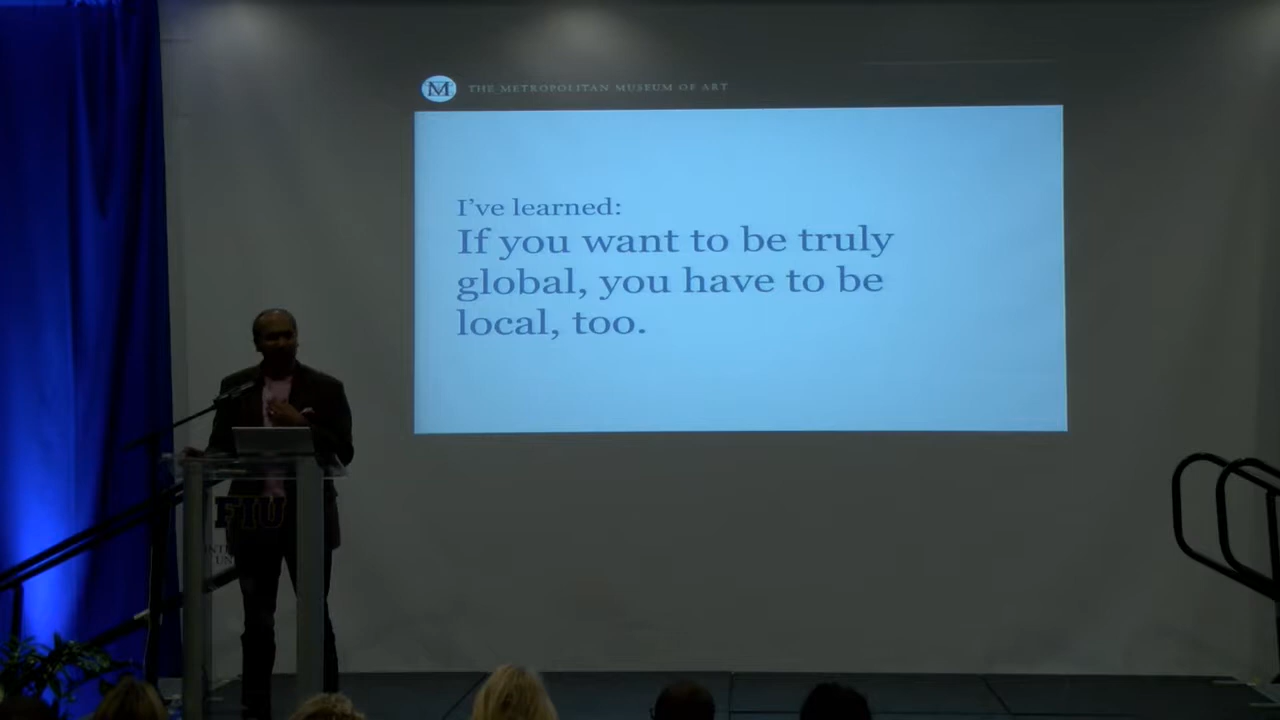 M
THE METROPOLITAN MUSEUM OF ART
I've learned:
If you want to be truly
global, you have to be
local, too.
FIU